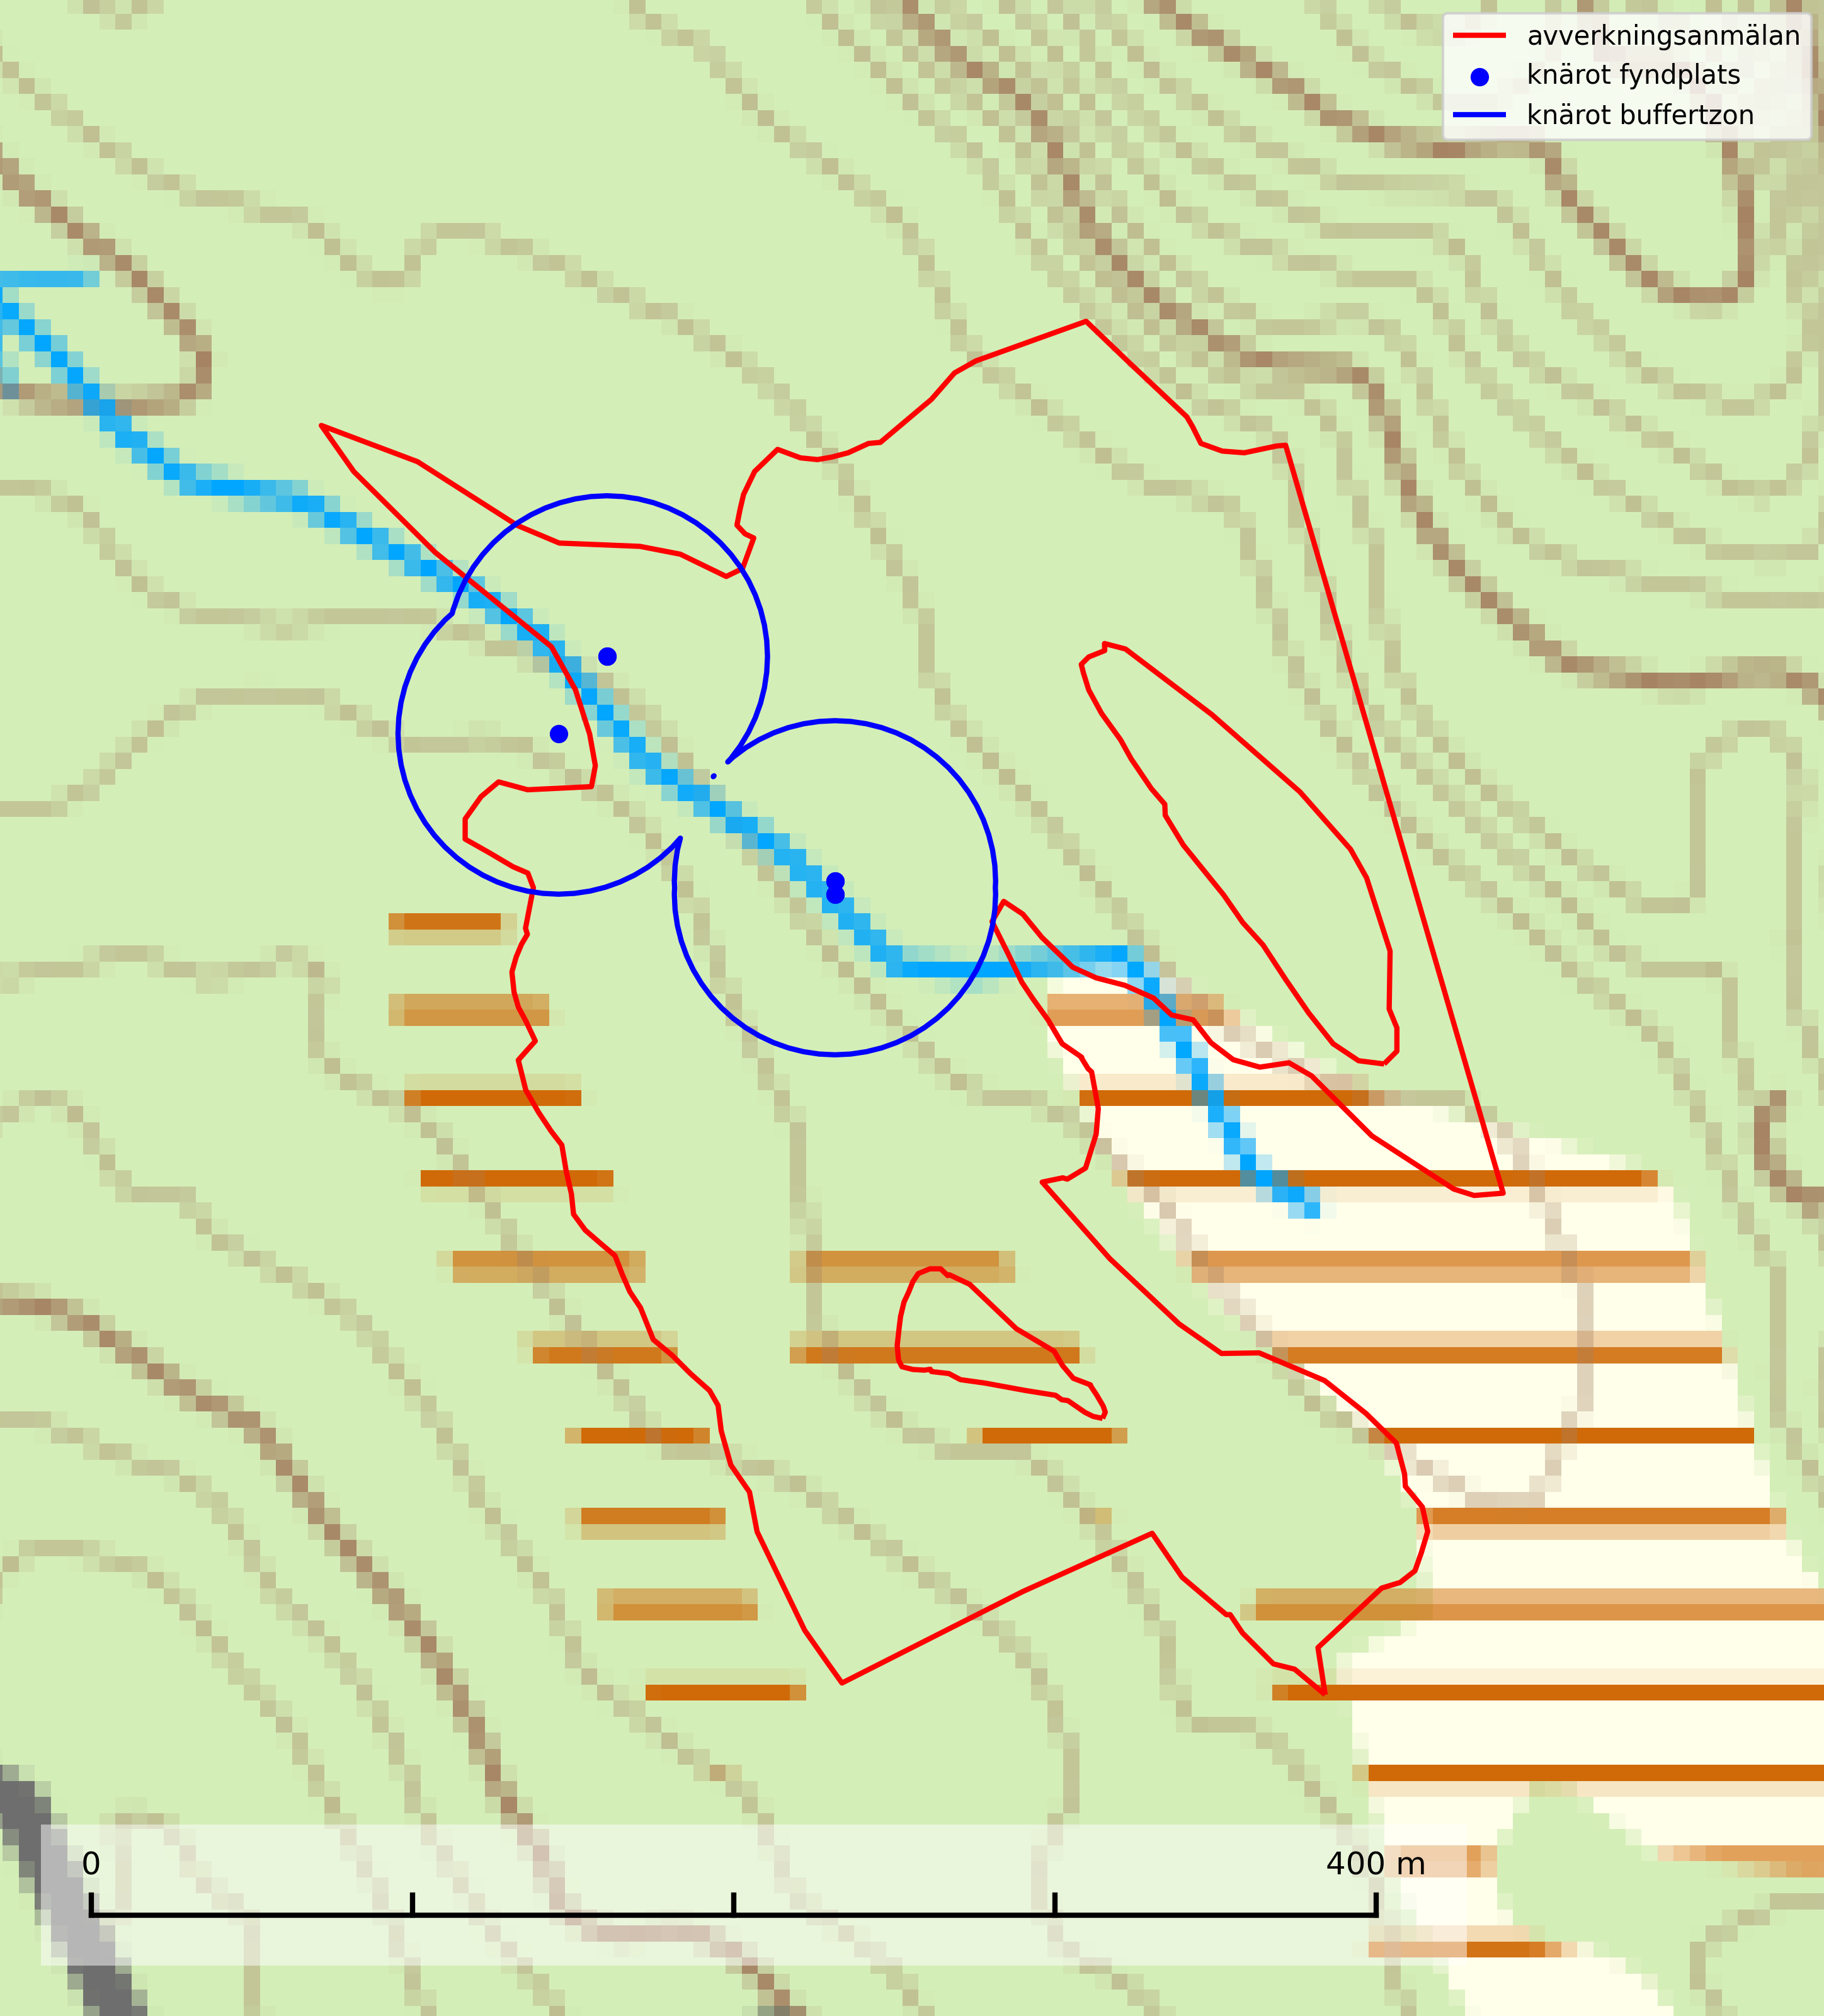 avverkningsanmälan
knärot fyndplats
knärot buffertzon
0
400 m